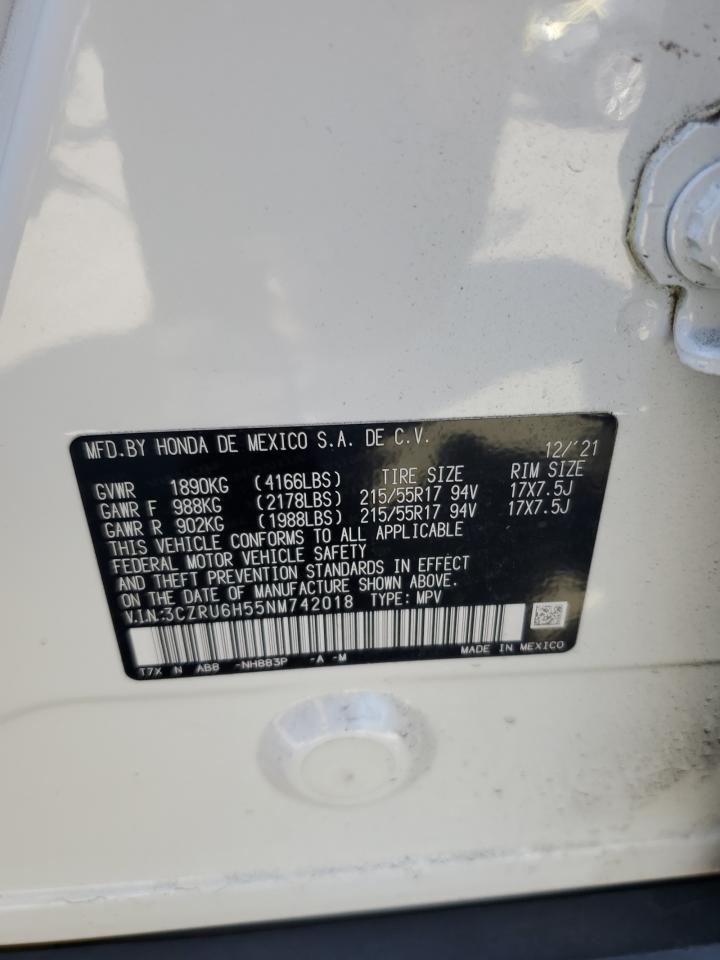 MFD.BY HONDA DE MEXICO S.A. DE C.V. 12/'21
TIRE SIZE RIM SIZE
GVWR 1890KG (4166LBS)
GAWR F 988KG (2178LBS) 215/55R17 94V 17X7.5J
GAWR R 902KG (1988LBS) 215/55R17 94V 17X7.5J
THIS VEHICLE CONFORMS TO ALL APPLICABLE
FEDERAL MOTOR VEHICLE SAFETY
AND THEFT PREVENTION STANDARDS IN EFFECT
ON THE DATE OF MANUFACTURE SHOWN ABOVE.
V.I.N:3CZRU6H55NM742018 TYPE: MPV
T7X N ABB -NH883P -A -M MADE IN MEXICO